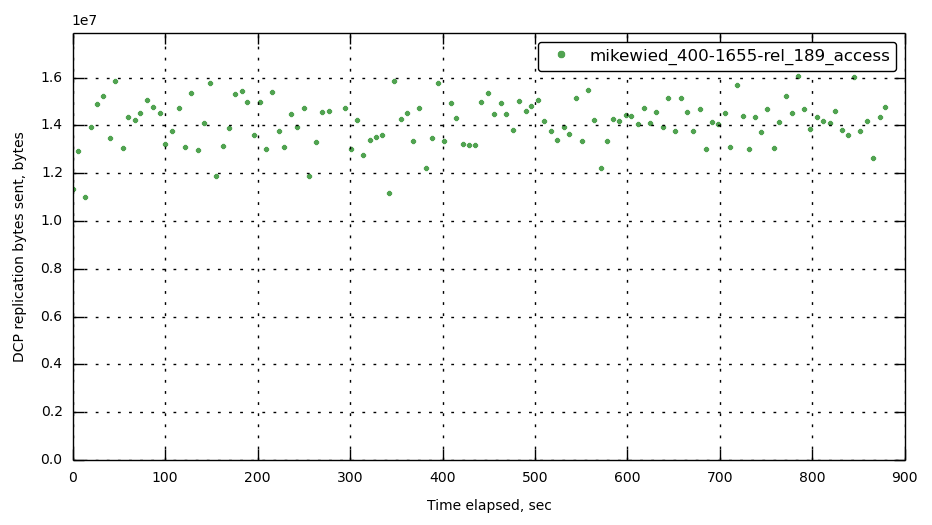 1e7
mikewied_400-1655-rel_189_access
1.6
1.4
1.2
1.0
0.8
0.6
0.4
0.2
0.0
DCP replication bytes sent, bytes
0 100 200 300 400 500 600 700 800 900
Time elapsed, sec